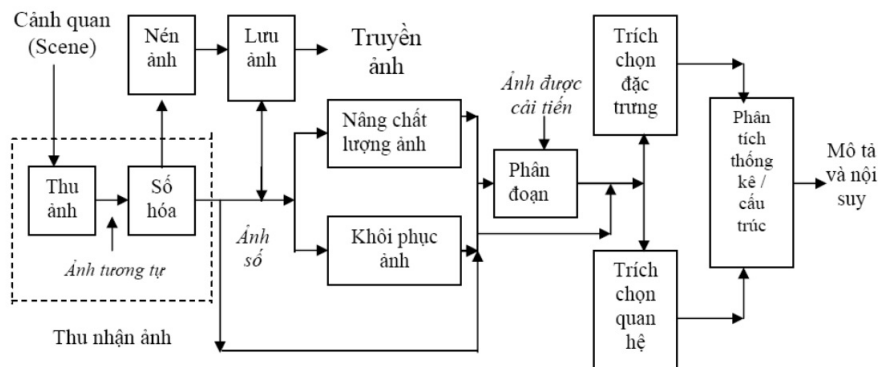 Cảnh quan
(Scene)
Nén
ảnh
Lưu
ảnh
Truyền
ảnh
Trích
chọn
đặc
trưng
Ảnh được
cải tiến
Nâng chất
lượng ảnh
Phân
tích
thống
kê /
cấu
trúc
Mô tả
và nội
suy
Thu
ảnh
Số
hóa
Phân
đoạn
Ảnh
số
Khôi phục
ảnh
Ảnh tương tự
Trích
chọn
quan
hệ
Thu nhận ảnh